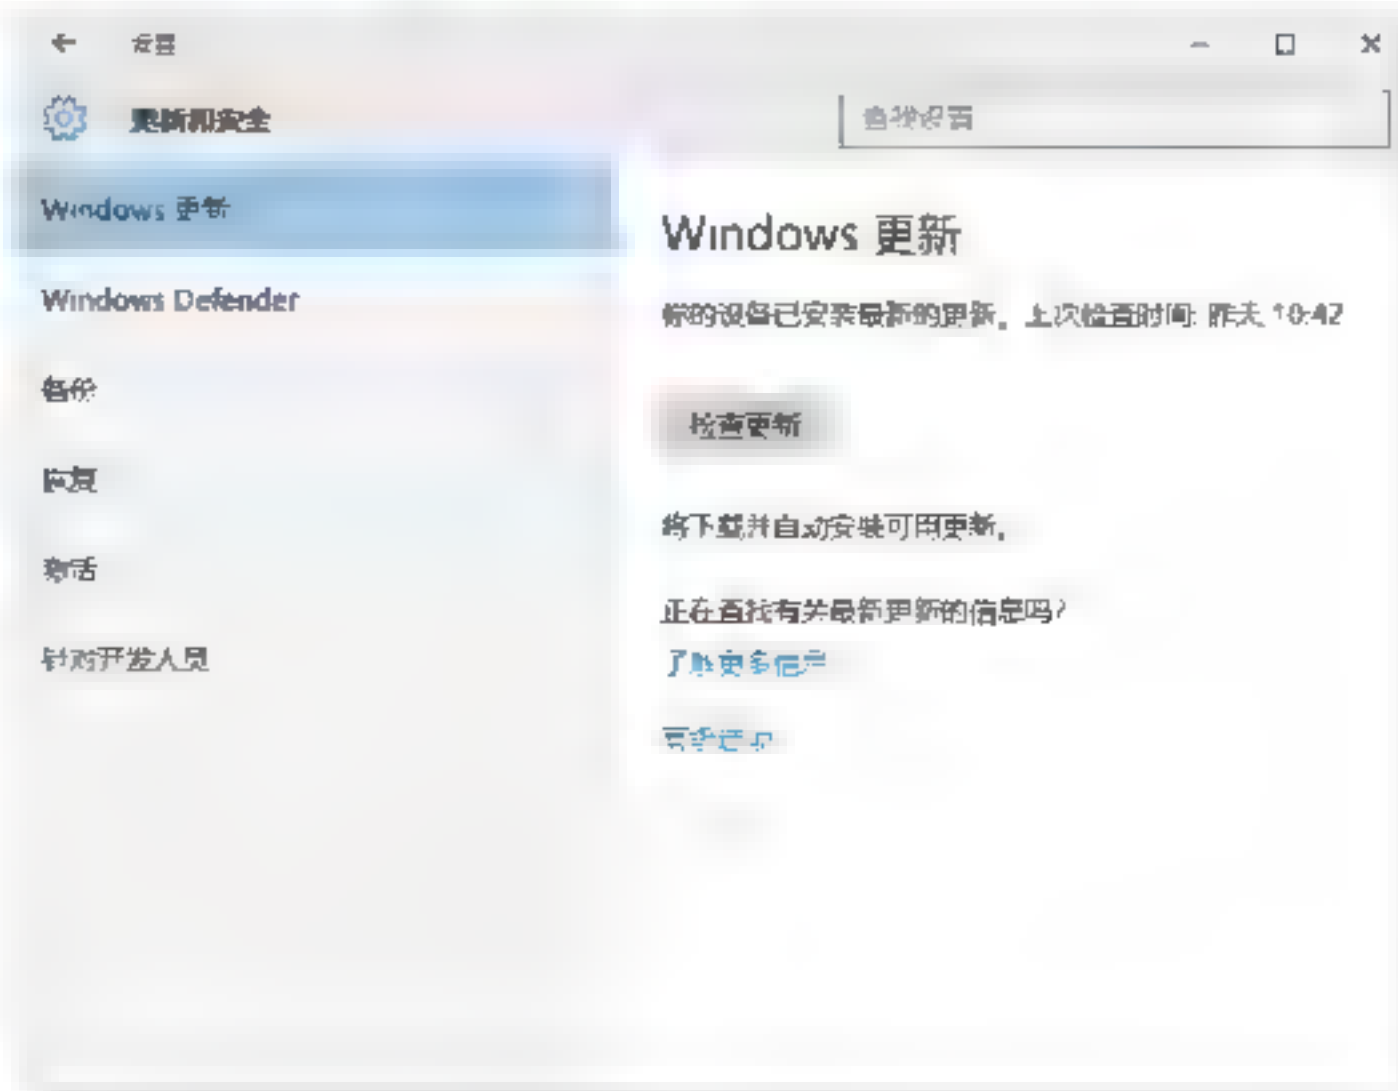 设置
更新和安全
查找设置
Windows 更新
Windows Defender
备份
恢复
激活
针对开发人员
Windows 更新
你的设备已安装最新的更新。上次检查时间: 昨天 10:42
检查更新
将下载并自动安装可用更新。
正在查找有关最新更新的信息吗?
了解更多信息